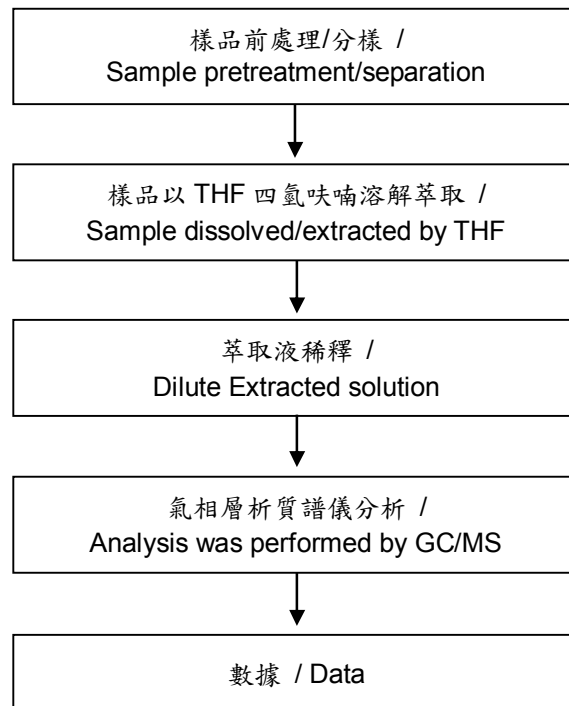 樣品前處理/分樣 /
Sample pretreatment/separation
樣品以 THF 四氫呋喃溶解萃取 /
Sample dissolved/extracted by THF
萃取液稀釋 /
Dilute Extracted solution
氣相層析質譜儀分析 /
Analysis was performed by GC/MS
數據 / Data